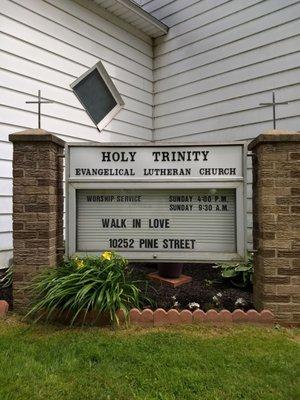 HOLY TRINITY
EVANGELICAL LUTHERAN CHURCH
WORSHIP SERVICE SUNDAY 4:00 P.M.
SUNDAY 9:30 A.M.
WALK IN LOVE
10252 PINE STREET